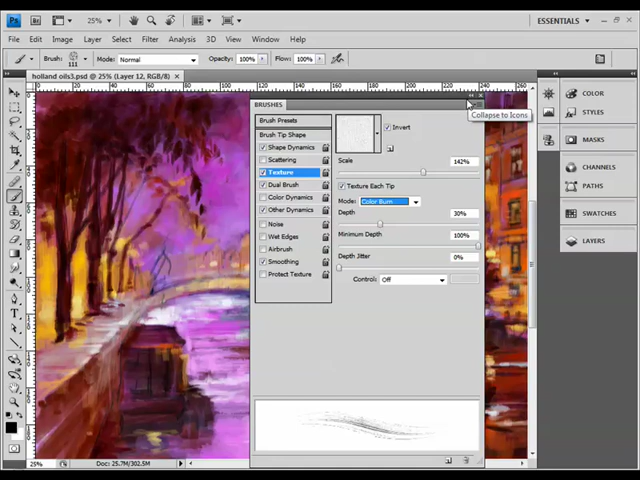 Ps Br 25% ESSENTIALS
File Edit Image Layer Select Filter Analysis 3D View Window Help
Brush: 111 Mode: Normal Opacity: 100% Flow: 100%
holland oils3.psd @ 25% (Layer 12, RGB/8)
BRUSHES
Collapse to Icons
Brush Presets
Brush Tip Shape
Shape Dynamics
Scattering
Texture
Dual Brush
Color Dynamics
Other Dynamics
Noise
Wet Edges
Airbrush
Smoothing
Protect Texture
Invert
Scale 142%
Texture Each Tip
Mode: Color Burn
Depth 30%
Minimum Depth 100%
Depth Jitter 0%
Control: Off
COLOR
STYLES
MASKS
CHANNELS
PATHS
SWATCHES
LAYERS
25% Doc: 25.7M/302.5M